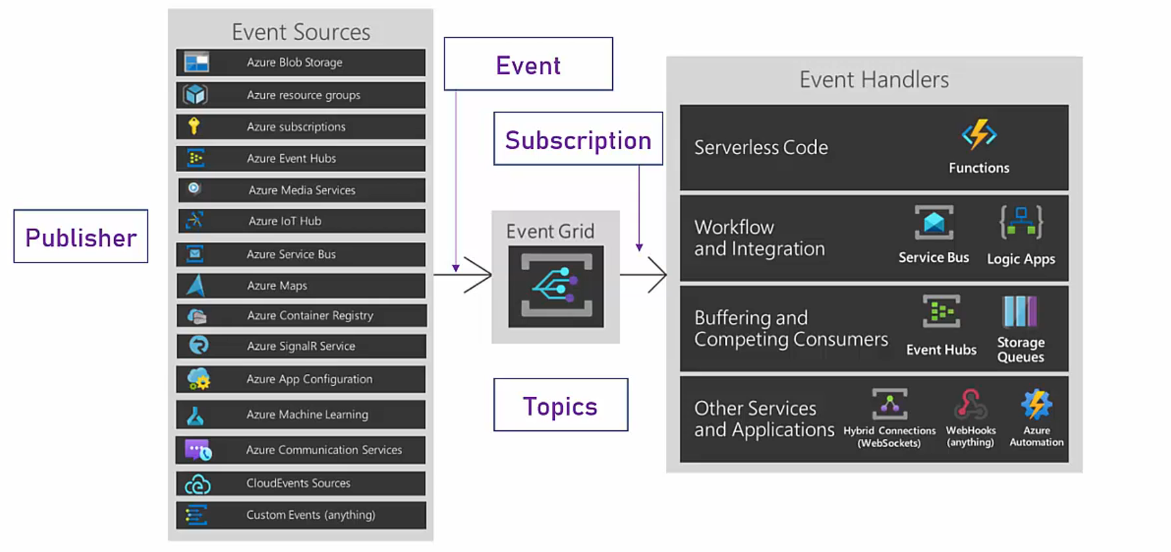 Publisher
Event Sources
Azure Blob Storage
Azure resource groups
Azure subscriptions
Azure Event Hubs
Azure Media Services
Azure IoT Hub
Azure Service Bus
Azure Maps
Azure Container Registry
Azure SignalR Service
Azure App Configuration
Azure Machine Learning
Azure Communication Services
CloudEvents Sources
Custom Events (anything)
Event
Subscription
Event Grid
Topics
Event Handlers
Serverless Code
Functions
Workflow
and Integration
Service Bus
Logic Apps
Buffering and
Competing Consumers
Event Hubs
Storage
Queues
Other Services
and Applications
Hybrid Connections
(WebSockets)
WebHooks
(anything)
Azure
Automation